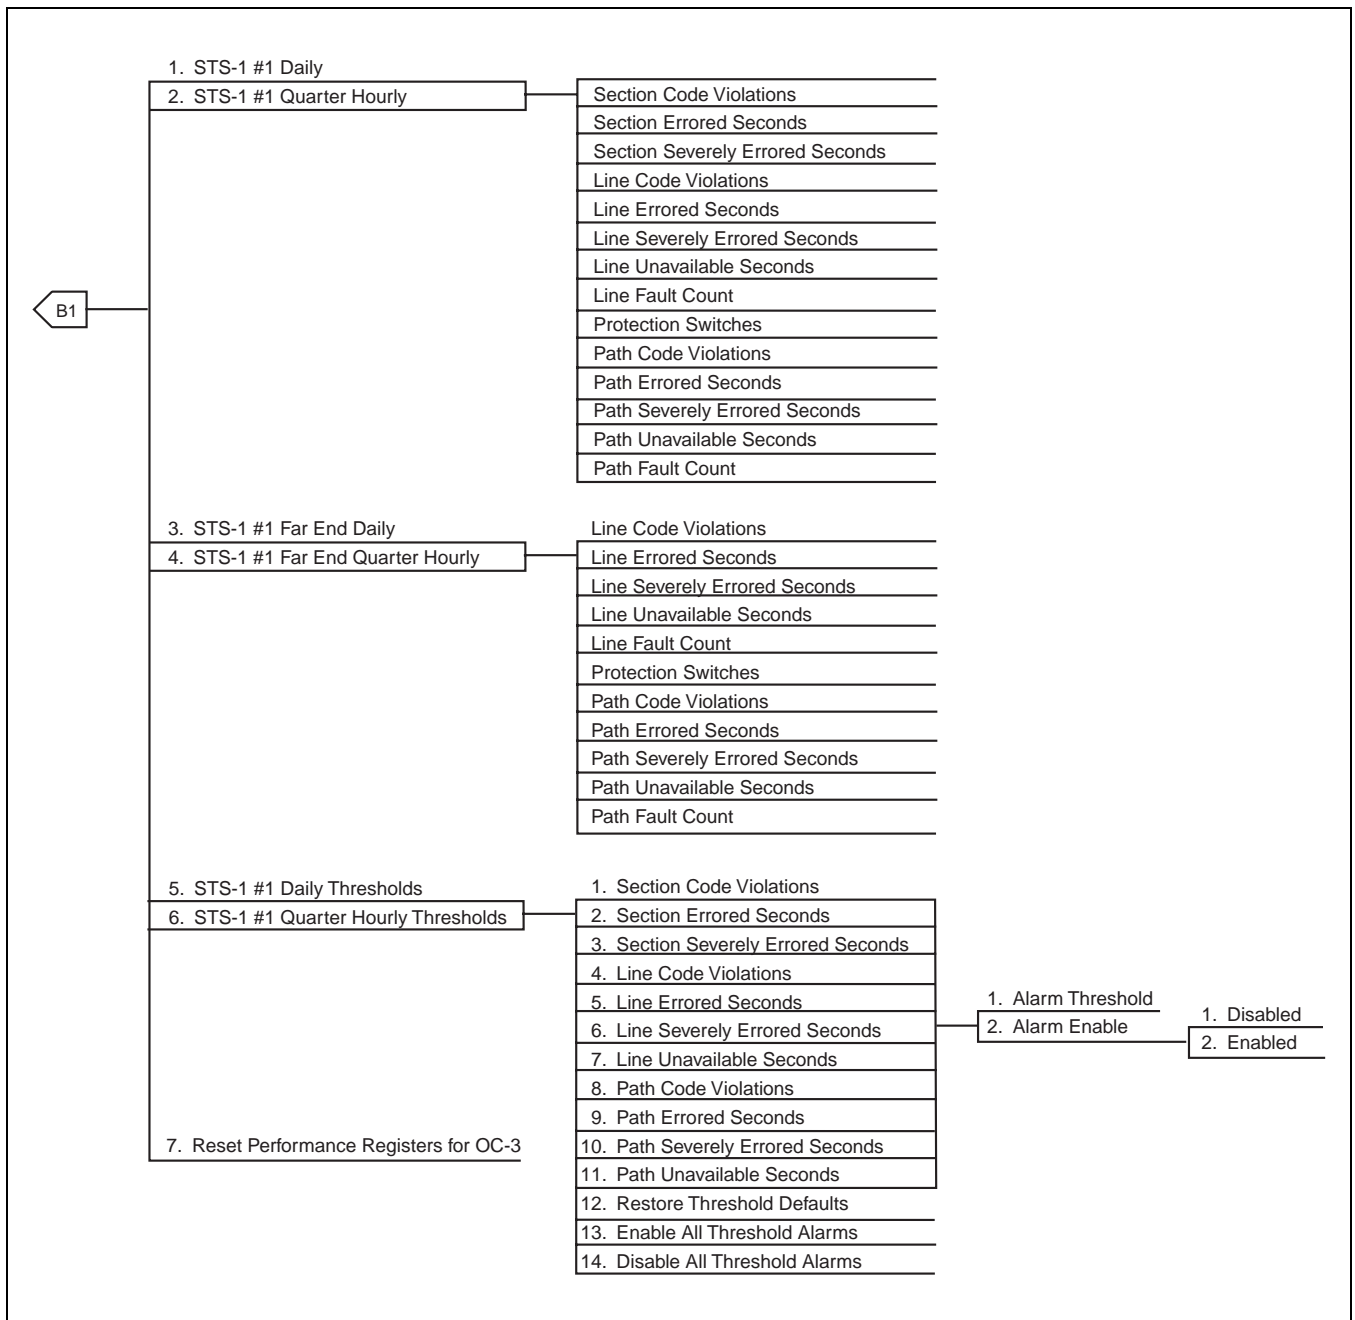 1. STS-1 #1 Daily
2. STS-1 #1 Quarter Hourly
Section Code Violations
Section Errored Seconds
Section Severely Errored Seconds
Line Code Violations
Line Errored Seconds
Line Severely Errored Seconds
Line Unavailable Seconds
Line Fault Count
Protection Switches
Path Code Violations
Path Errored Seconds
Path Severely Errored Seconds
Path Unavailable Seconds
Path Fault Count
B1
3. STS-1 #1 Far End Daily
4. STS-1 #1 Far End Quarter Hourly
Line Code Violations
Line Errored Seconds
Line Severely Errored Seconds
Line Unavailable Seconds
Line Fault Count
Protection Switches
Path Code Violations
Path Errored Seconds
Path Severely Errored Seconds
Path Unavailable Seconds
Path Fault Count
5. STS-1 #1 Daily Thresholds
6. STS-1 #1 Quarter Hourly Thresholds
1. Section Code Violations
2. Section Errored Seconds
3. Section Severely Errored Seconds
4. Line Code Violations
5. Line Errored Seconds
6. Line Severely Errored Seconds
7. Line Unavailable Seconds
8. Path Code Violations
9. Path Errored Seconds
10. Path Severely Errored Seconds
11. Path Unavailable Seconds
12. Restore Threshold Defaults
13. Enable All Threshold Alarms
14. Disable All Threshold Alarms
1. Alarm Threshold
2. Alarm Enable
1. Disabled
2. Enabled
7. Reset Performance Registers for OC-3